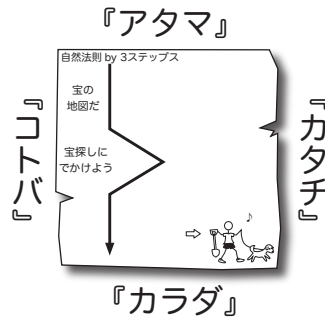 『アタマ』
自然法則 by 3ステップス
宝の
地図だ
宝探しに
でかけよう
『コトバ』
『カタチ』
『カラダ』